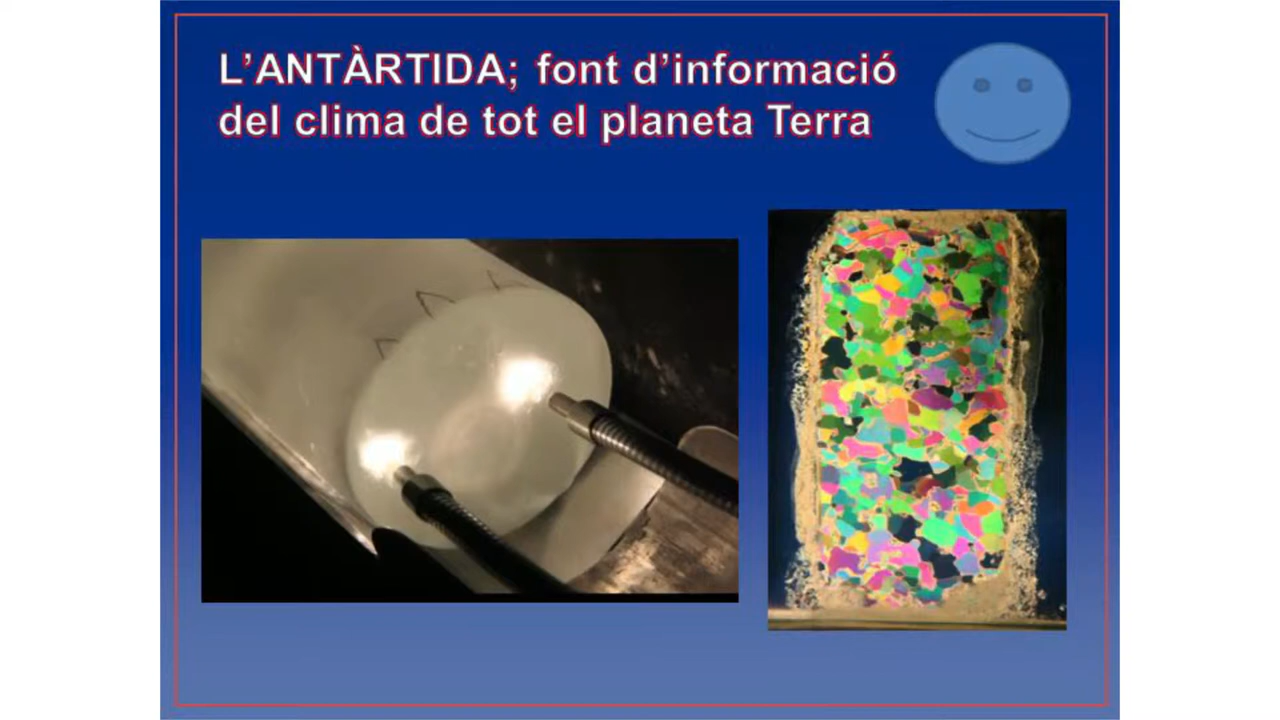 L’ANTÀRTIDA; font d’informació
del clima de tot el planeta Terra